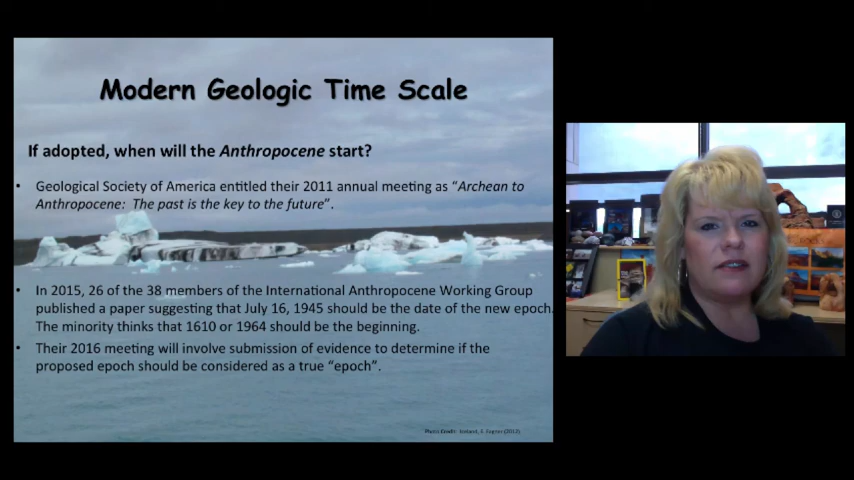 Modern Geologic Time Scale
If adopted, when will the Anthropocene start?
• Geological Society of America entitled their 2011 annual meeting as “Archean to
Anthropocene: The past is the key to the future”.
• In 2015, 26 of the 38 members of the International Anthropocene Working Group
published a paper suggesting that July 16, 1945 should be the date of the new epoch.
The minority thinks that 1610 or 1964 should be the beginning.
• Their 2016 meeting will involve submission of evidence to determine if the
proposed epoch should be considered as a true “epoch”.
Photo Credit: Iceland, (2012)